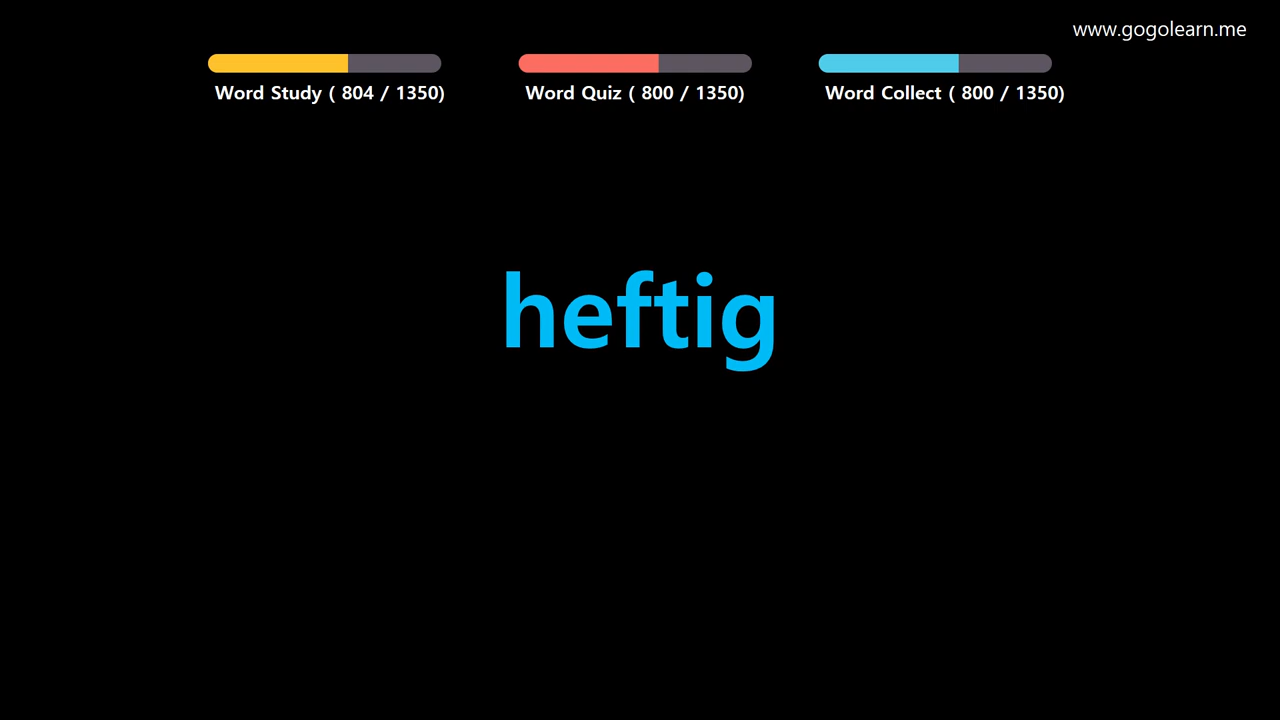 www.gogolearn.me
Word Study ( 804 / 1350)
Word Quiz ( 800 / 1350)
Word Collect ( 800 / 1350)
heftig